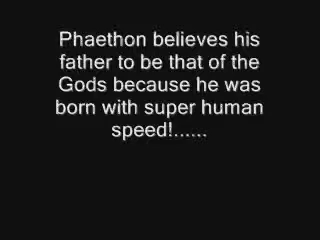 Phaethon believes his
father to be that of the
Gods because he was
born with super human
speed!......